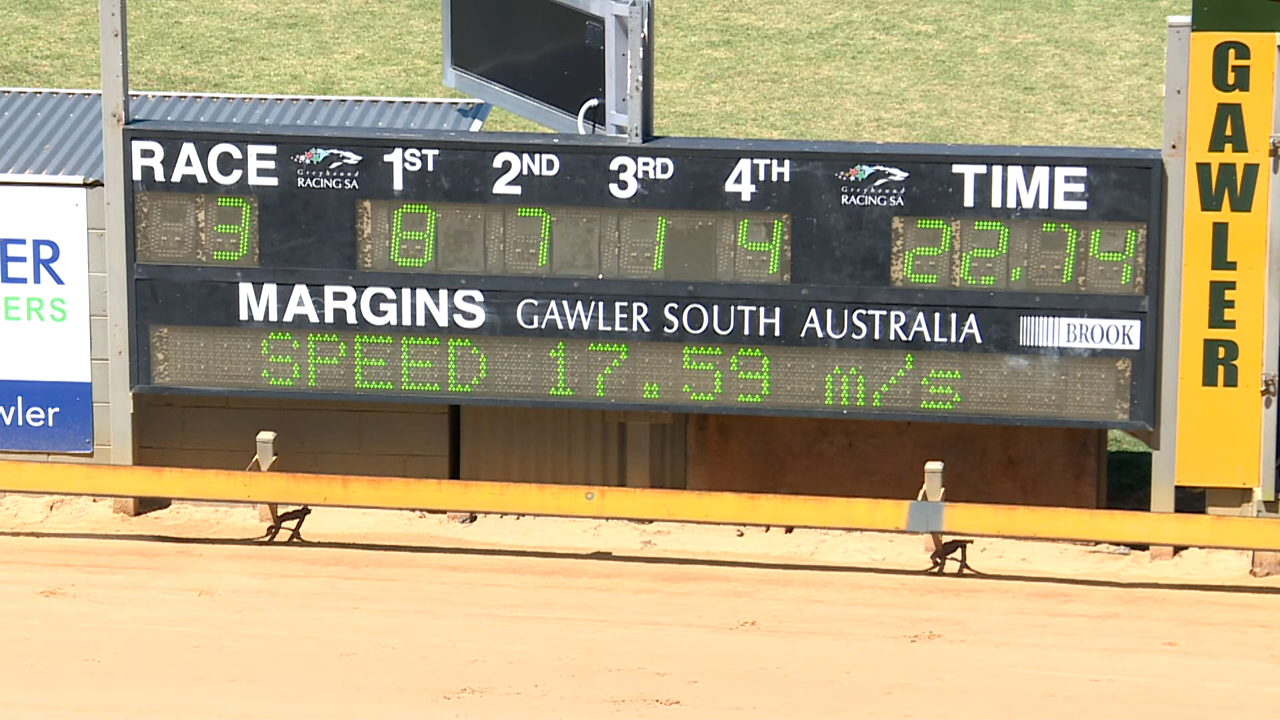 RACE Greyhound RACING SA 1ST 2ND 3RD 4TH Greyhound RACING SA TIME
3 8 7 1 4 22.74
MARGINS GAWLER SOUTH AUSTRALIA BROOK
SPEED 17.59 m/s
GAWLER
ER
ERS
wler